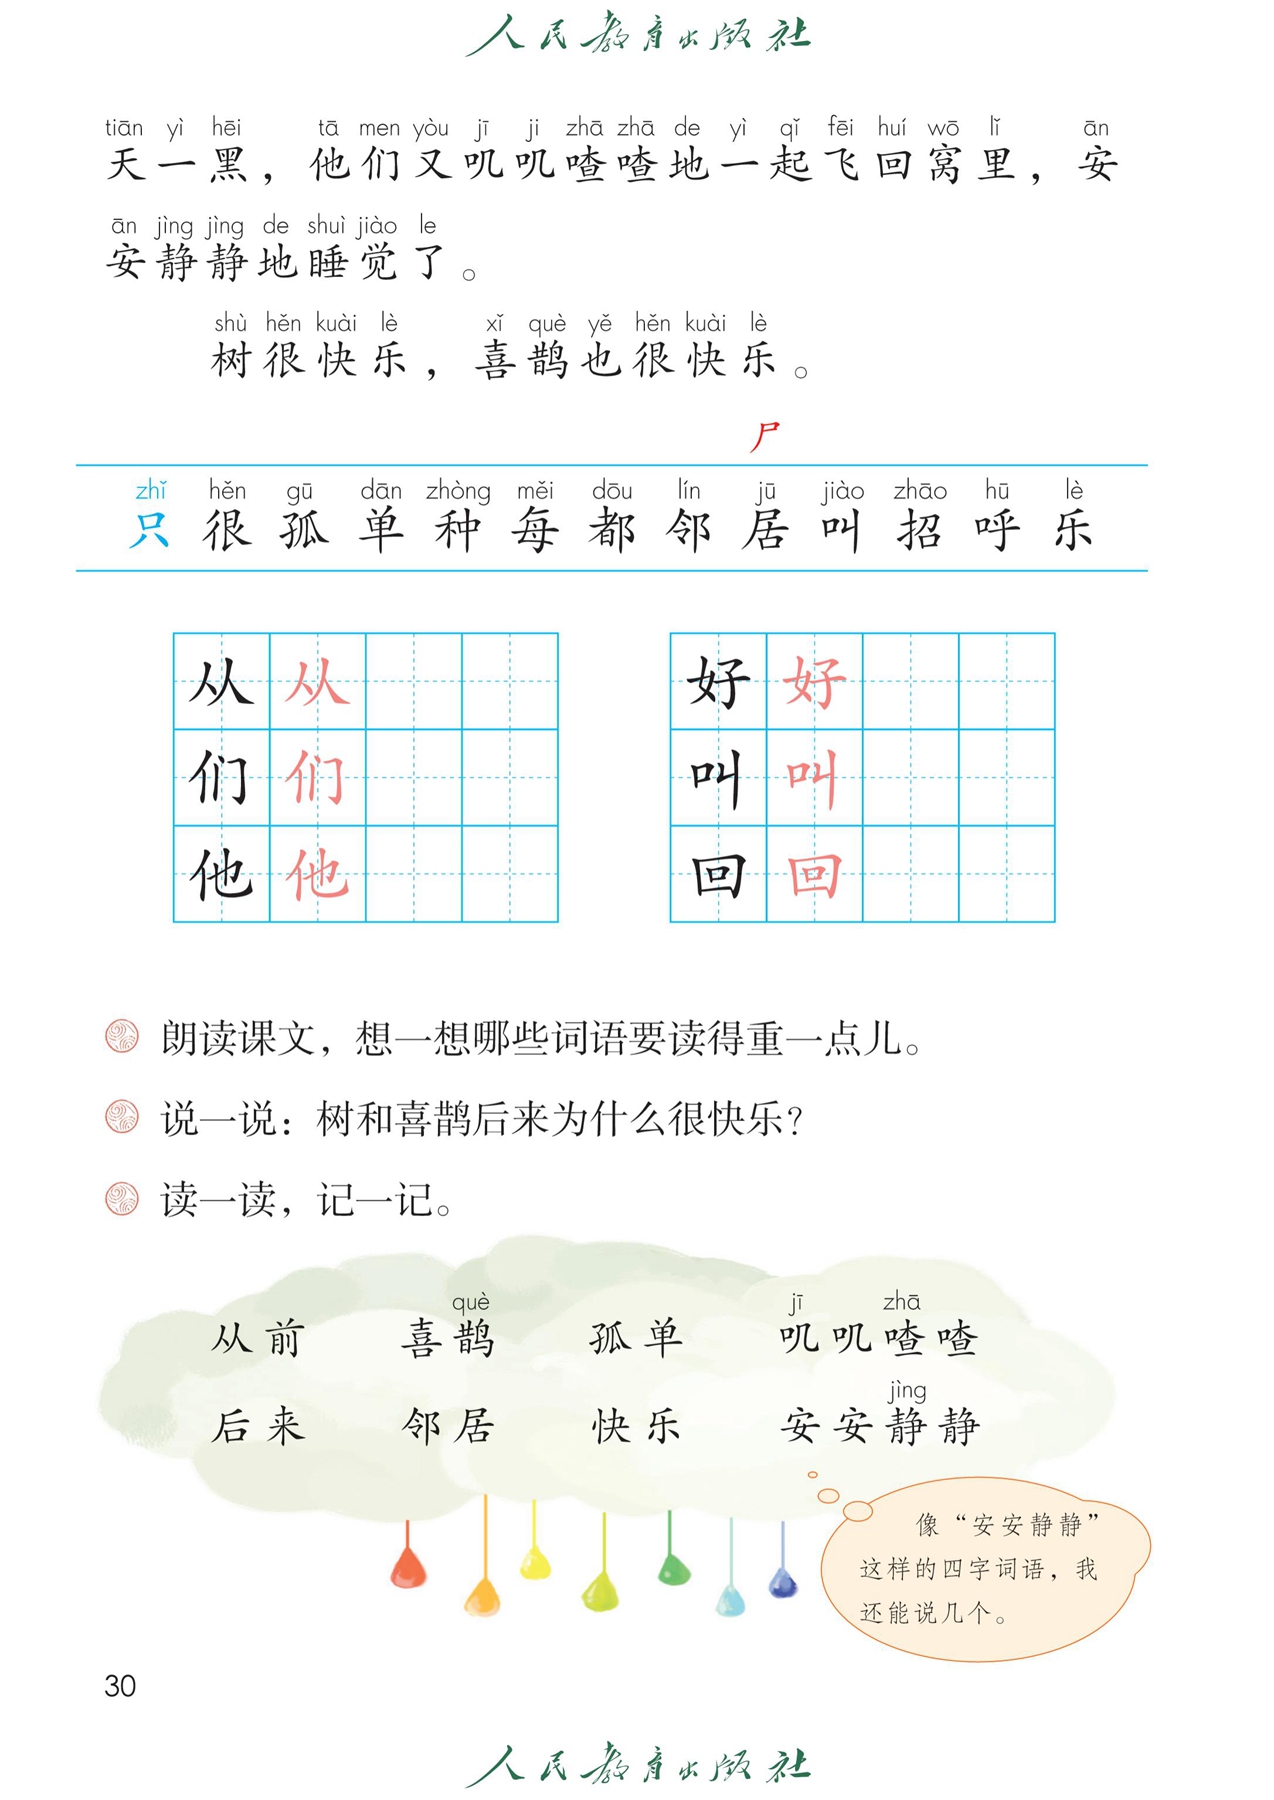 人民教育出版社
tiān yì hēi tā men yòu jī ji zhā zhā de yì qǐ fēi huí wō lǐ ān
天一黑，他们又叽叽喳喳地一起飞回窝里，安
ān jìng jìng de shuì jiào le
安静静地睡觉了。
shù hěn kuài lè xǐ què yě hěn kuài lè
树很快乐，喜鹊也很快乐。
尸
zhǐ hěn gū dān zhòng měi dōu lín jū jiào zhāo hū lè
只 很 孤 单 种 每 都 邻 居 叫 招 呼 乐
从 从 好 好
们 们 叫 叫
他 他 回 回
朗读课文，想一想哪些词语要读得重一点儿。
说一说：树和喜鹊后来为什么很快乐？
读一读，记一记。
què jī zhā
从前 喜鹊 孤单 叽叽喳喳
jìng
后来 邻居 快乐 安安静静
像“安安静静”
这样的四字词语，我
还能说几个。
30
人民教育出版社